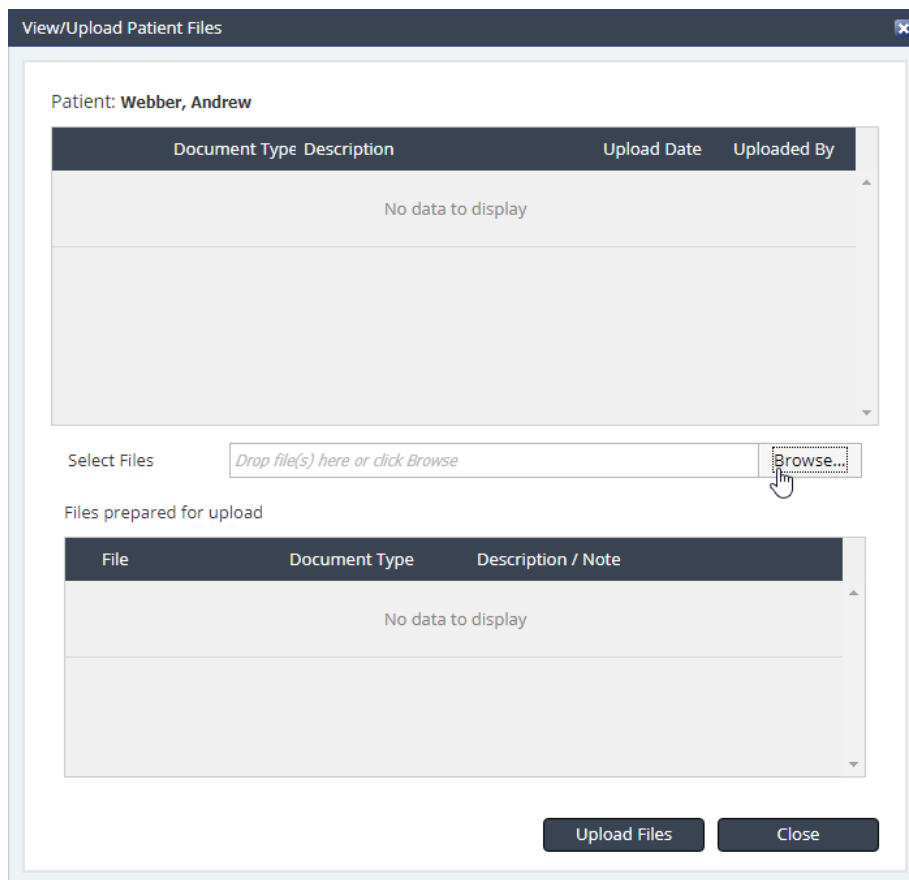 View/Upload Patient Files
Patient: Webber, Andrew
Document Type Description Upload Date Uploaded By
No data to display
Select Files Drop file(s) here or click Browse Browse...
Files prepared for upload
File Document Type Description / Note
No data to display
Upload Files Close